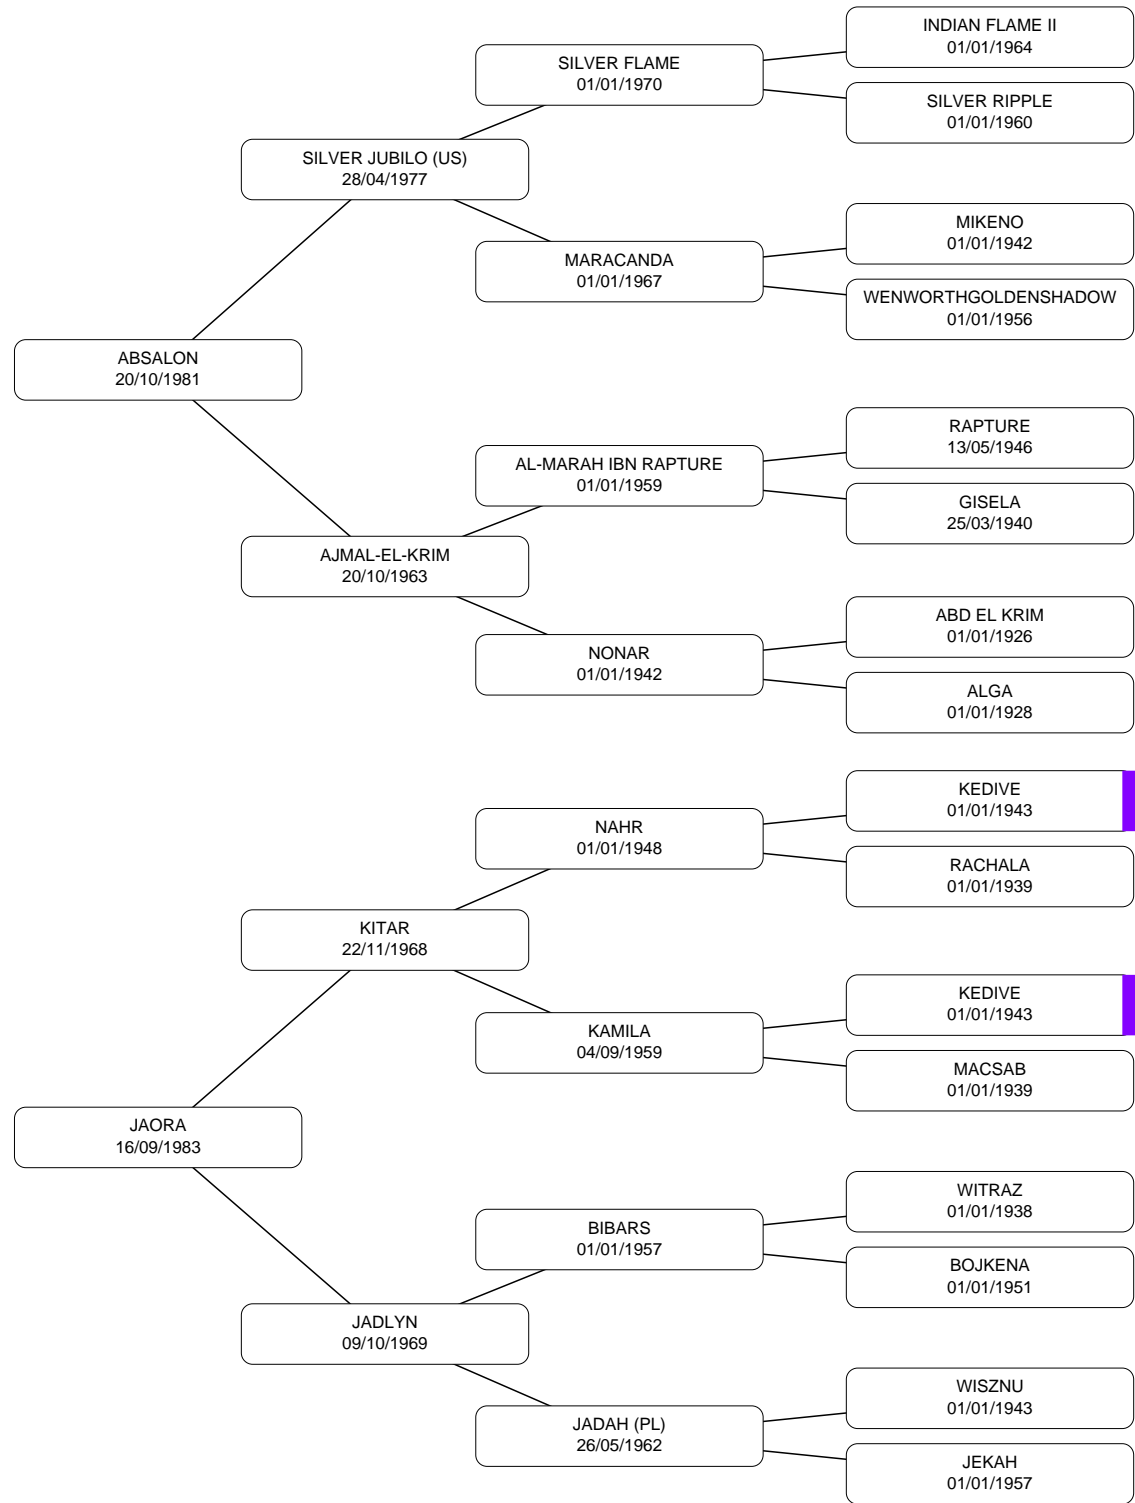 INDIAN FLAME II
01/01/1964
SILVER FLAME
01/01/1970
SILVER RIPPLE
01/01/1960
SILVER JUBILO (US)
28/04/1977
MIKENO
01/01/1942
MARACANDA
01/01/1967
WENWORTHGOLDENSHADOW
01/01/1956
ABSALON
20/10/1981
RAPTURE
13/05/1946
AL-MARAH IBN RAPTURE
01/01/1959
GISELA
25/03/1940
AJMAL-EL-KRIM
20/10/1963
ABD EL KRIM
01/01/1926
NONAR
01/01/1942
ALGA
01/01/1928
KEDIVE
01/01/1943
NAHR
01/01/1948
RACHALA
01/01/1939
KITAR
22/11/1968
KEDIVE
01/01/1943
KAMILA
04/09/1959
MACSAB
01/01/1939
JAORA
16/09/1983
WITRAZ
01/01/1938
BIBARS
01/01/1957
BOJKENA
01/01/1951
JADLYN
09/10/1969
WISZNU
01/01/1943
JADAH (PL)
26/05/1962
JEKAH
01/01/1957